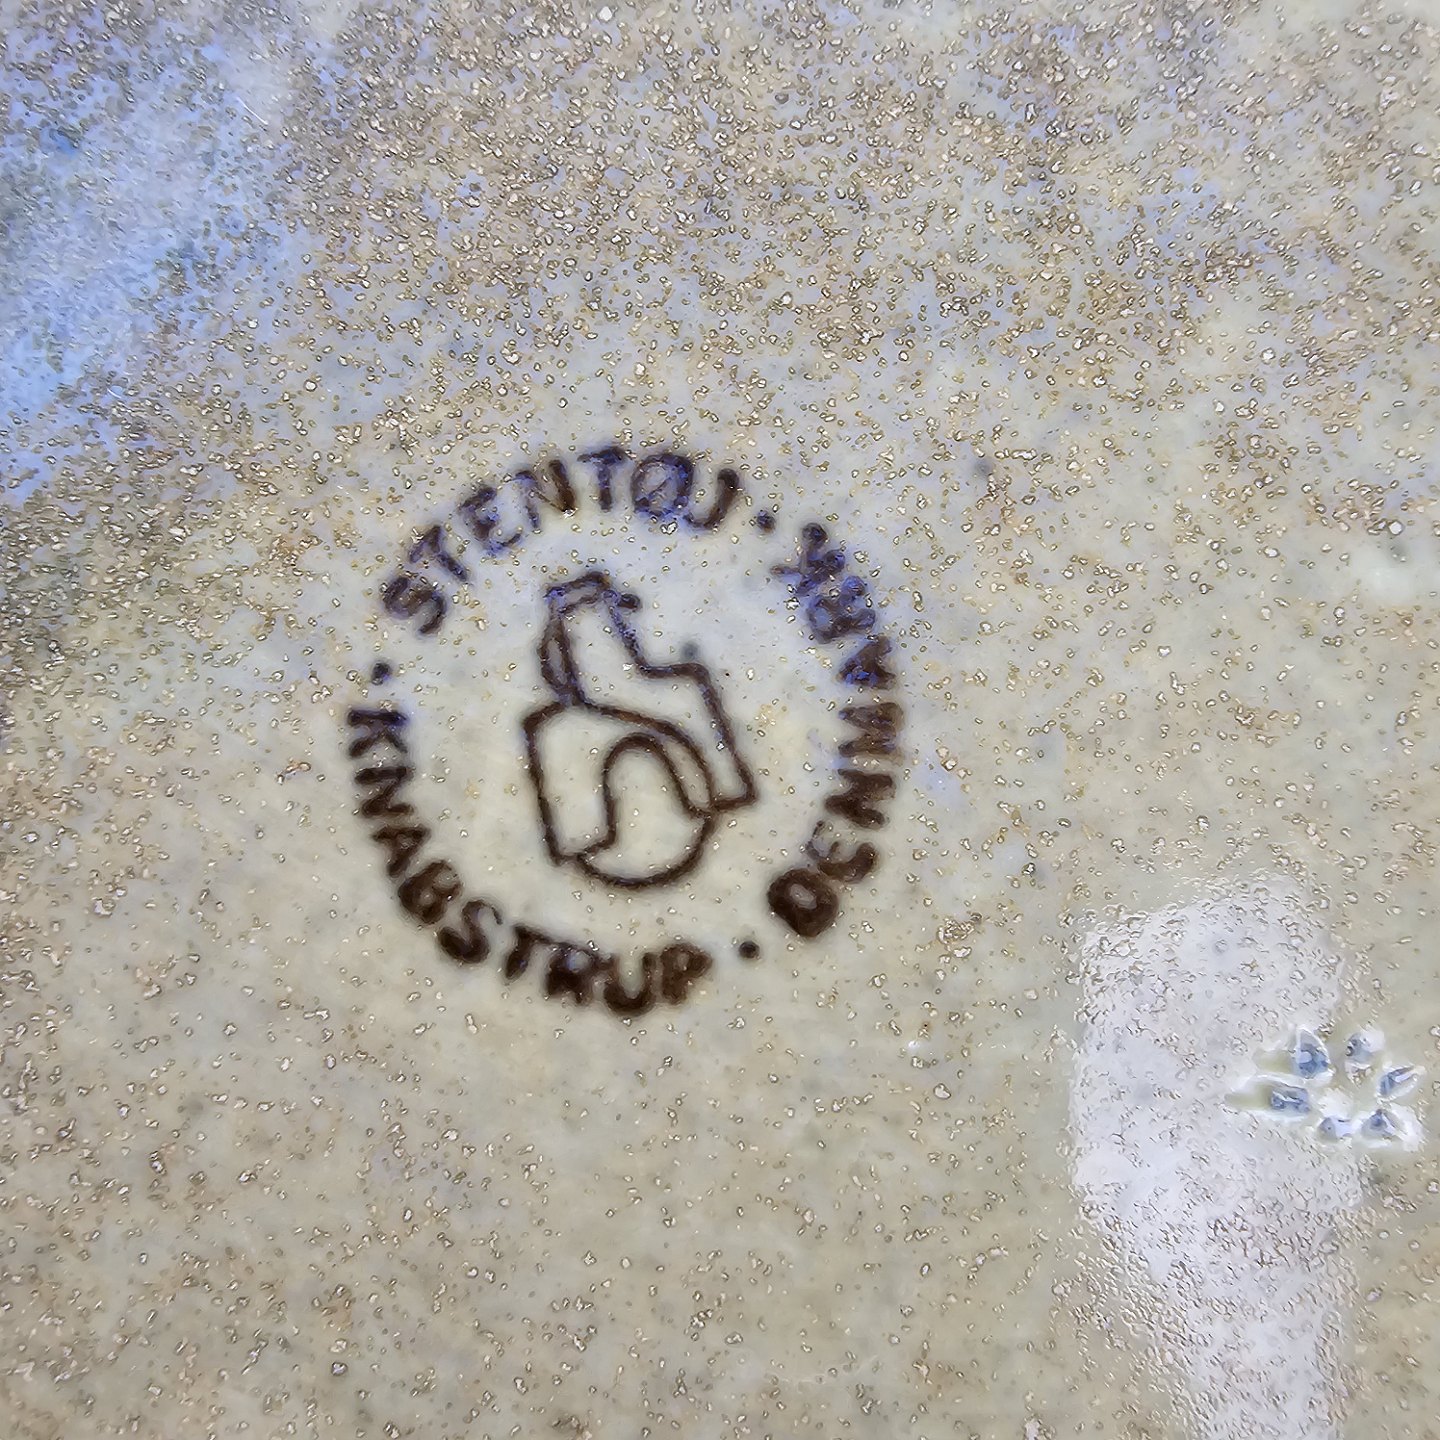 STENTØJ · DENMARK · KNABSTRUP ·